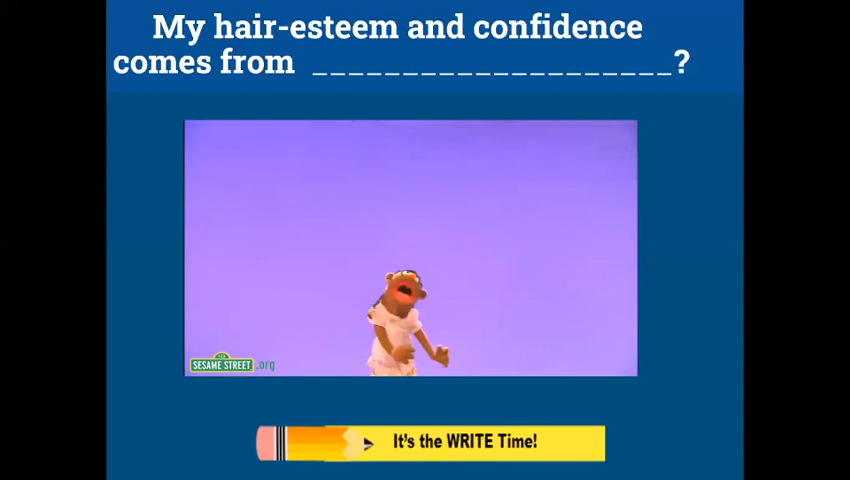 My hair-esteem and confidence
comes from ____________________?
SESAME STREET .org
It's the WRITE Time!